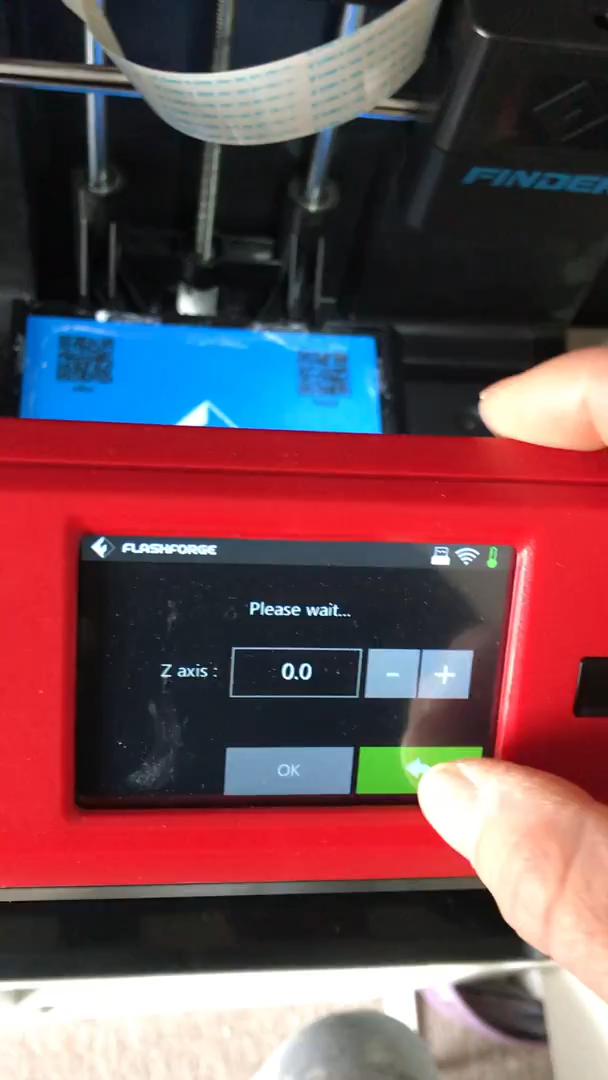 FINDER
FLASHFORGE
Please wait...
Z axis :
0.0
-
+
OK